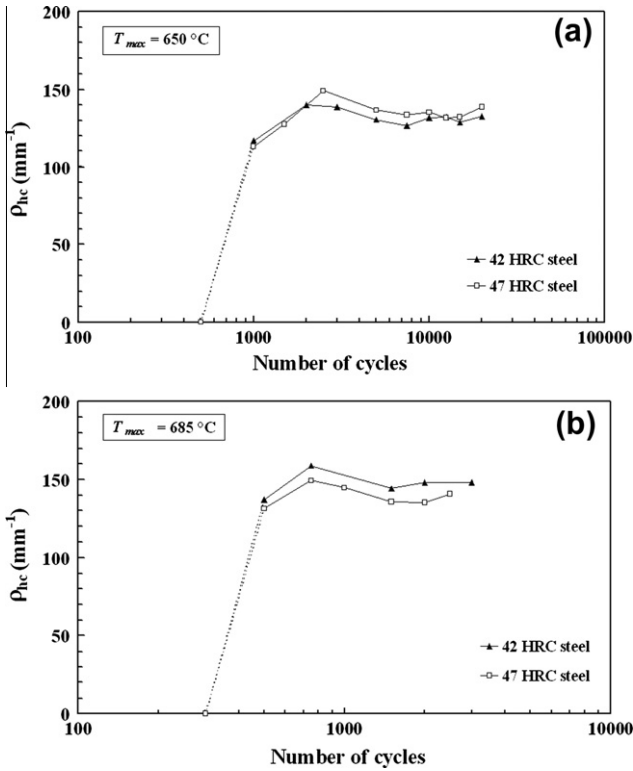 200
(a)
T max = 650 °C
150
100
50
0
ρhc (mm-1)
42 HRC steel
47 HRC steel
100 1000 10000 100000
Number of cycles
200
(b)
T max = 685 °C
150
100
50
0
ρhc (mm-1)
42 HRC steel
47 HRC steel
100 1000 10000
Number of cycles